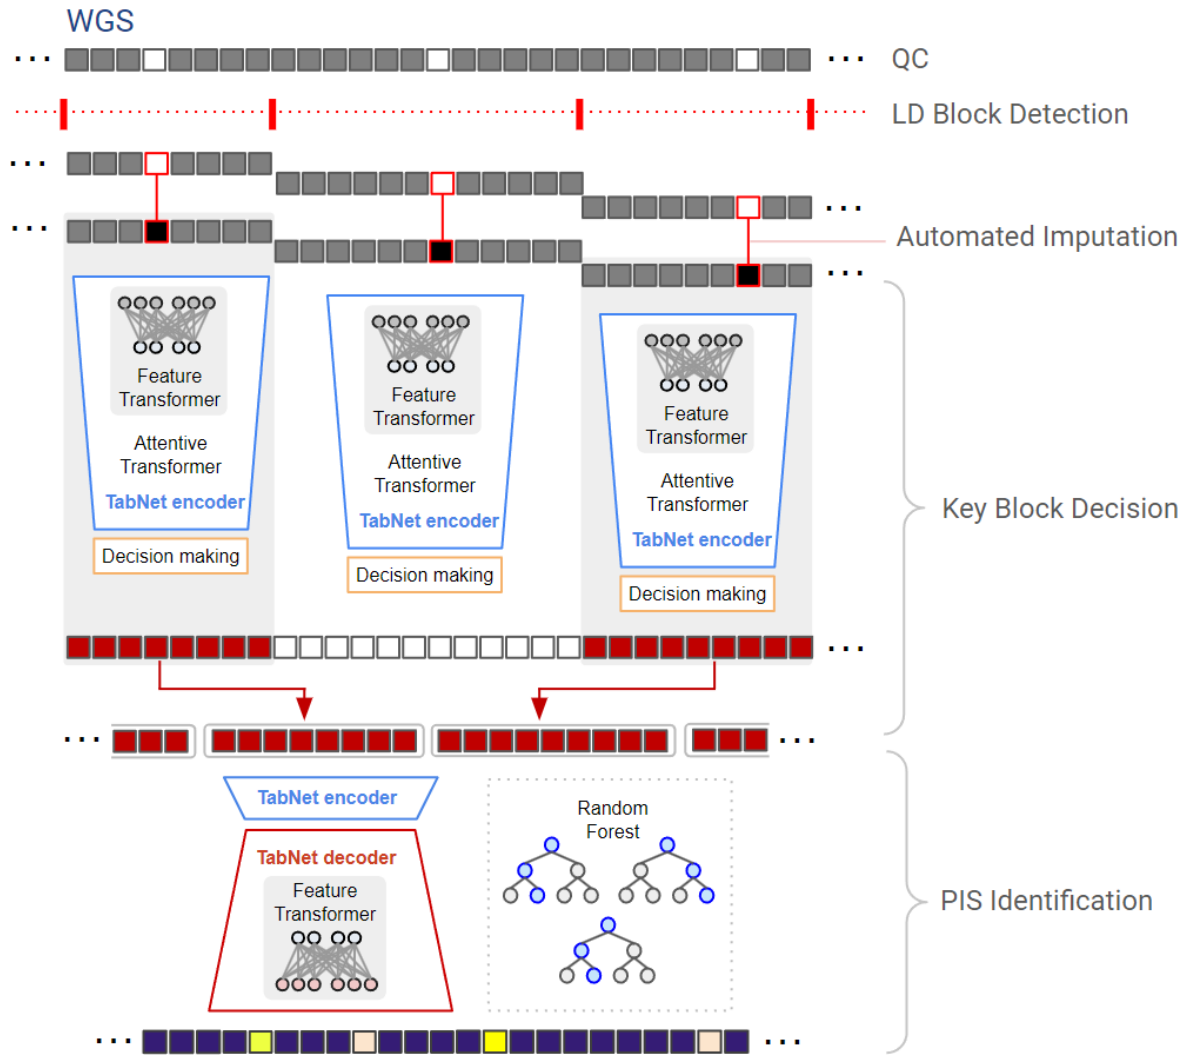 WGS
QC
LD Block Detection
Automated Imputation
Feature
Transformer
Attentive
Transformer
TabNet encoder
Decision making
Feature
Transformer
Attentive
Transformer
TabNet encoder
Decision making
Feature
Transformer
Attentive
Transformer
TabNet encoder
Decision making
Key Block Decision
TabNet encoder
TabNet decoder
Feature
Transformer
Random
Forest
PIS Identification